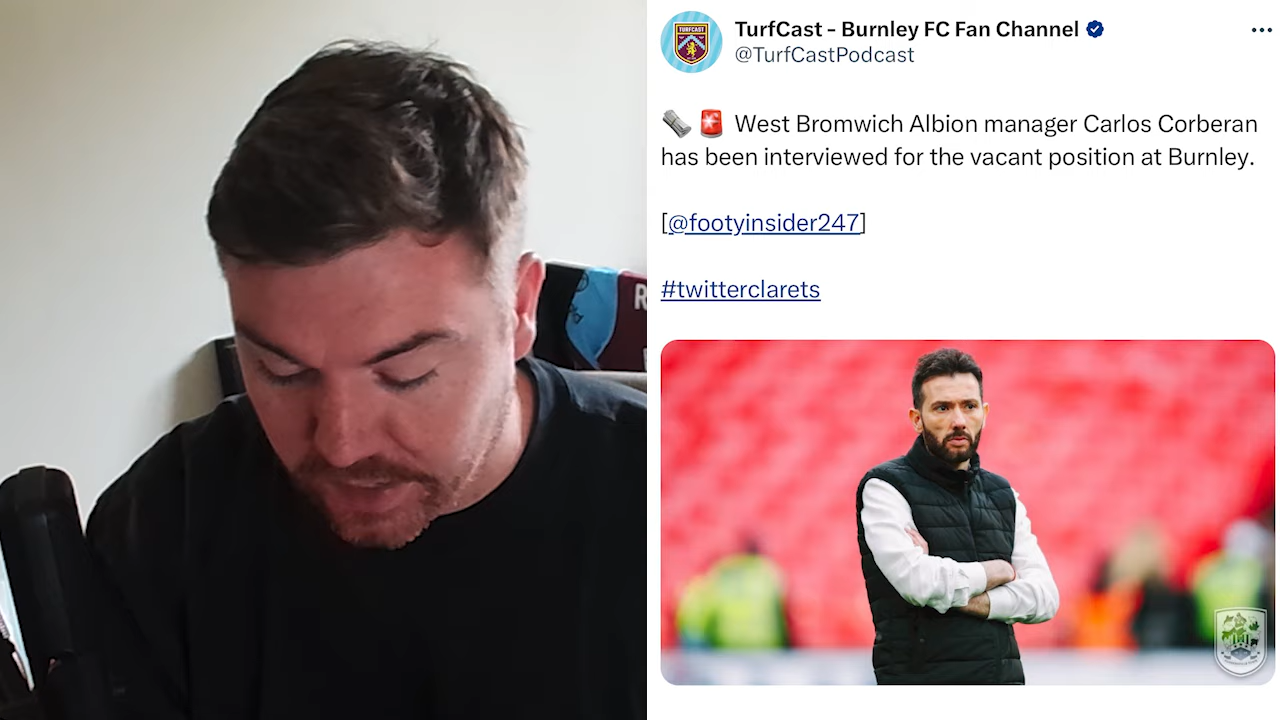 TurfCast - Burnley FC Fan Channel
@TurfCastPodcast
West Bromwich Albion manager Carlos Corberan
has been interviewed for the vacant position at Burnley.
[@footyinsider247]
#twitterclarets
TURFCAST
R